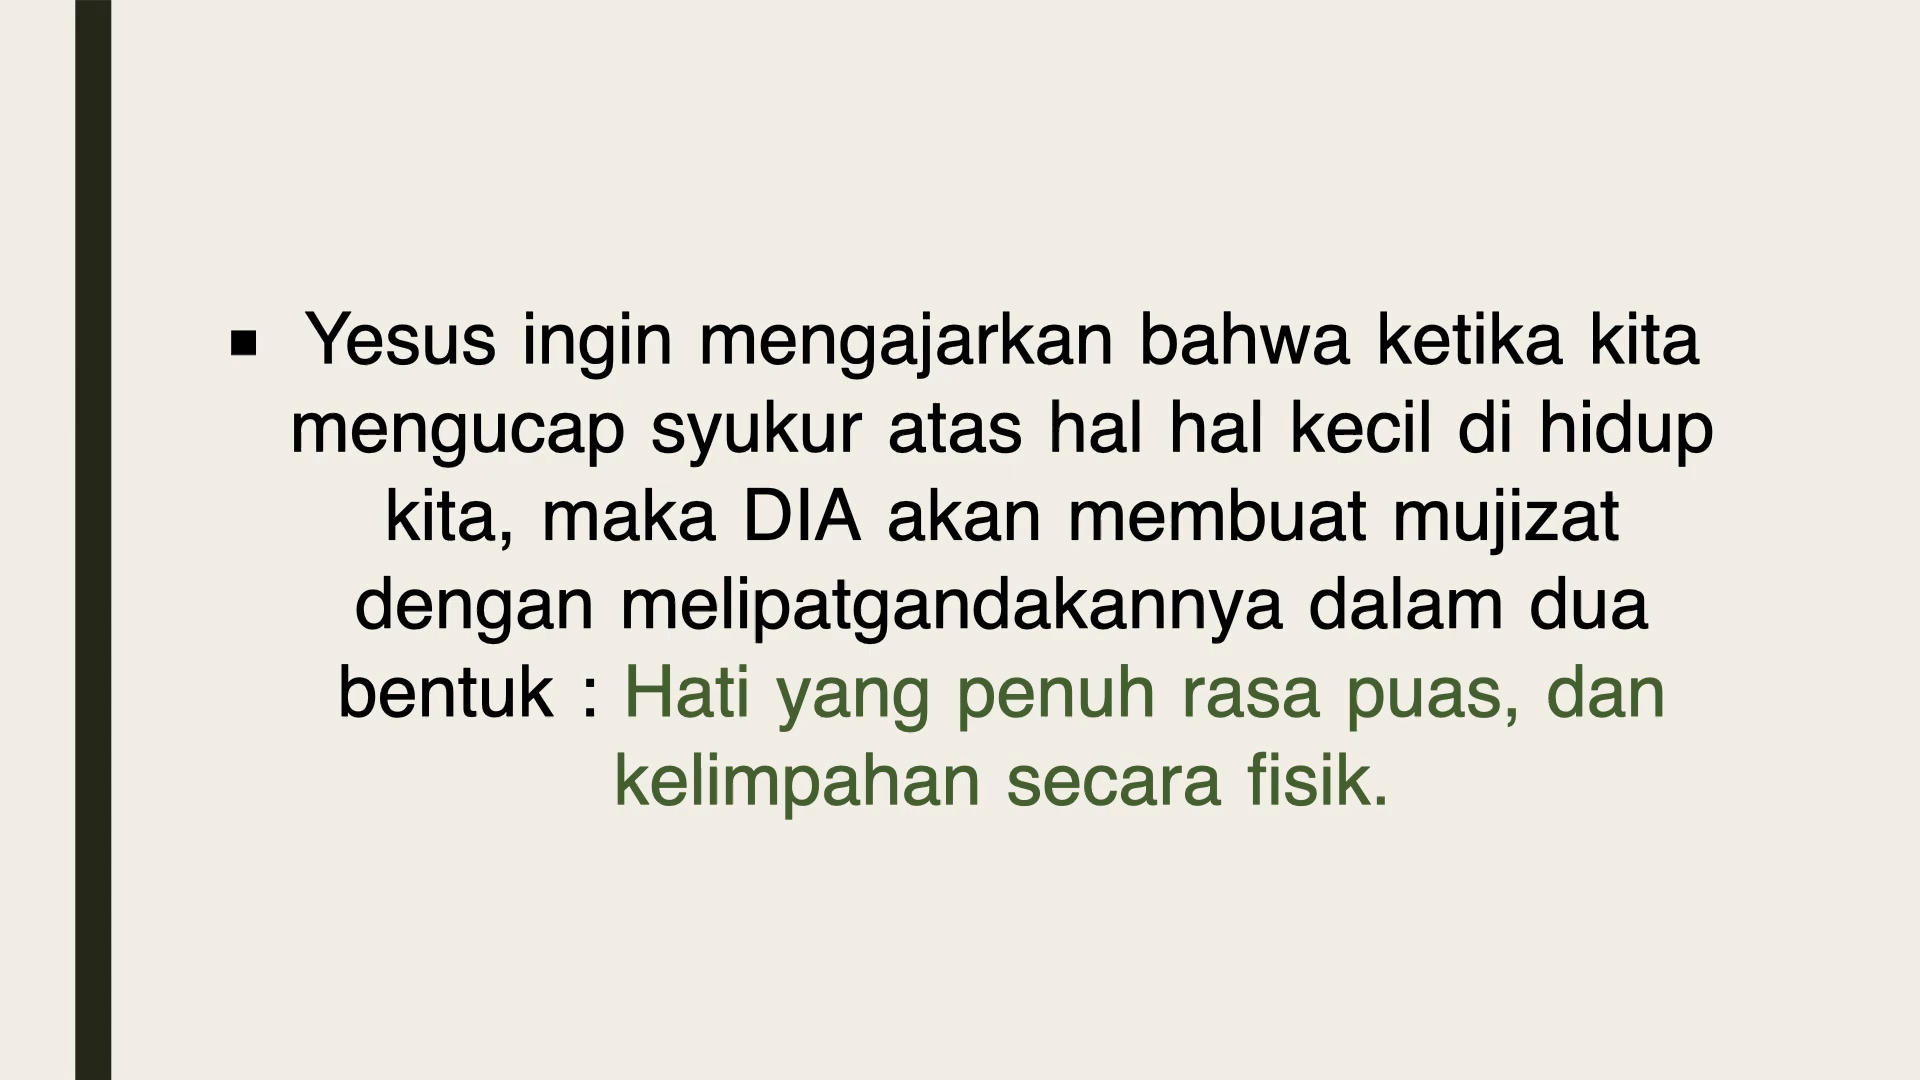 ▪ Yesus ingin mengajarkan bahwa ketika kita
mengucap syukur atas hal hal kecil di hidup
kita, maka DIA akan membuat mujizat
dengan melipatgandakannya dalam dua
bentuk : Hati yang penuh rasa puas, dan
kelimpahan secara fisik.